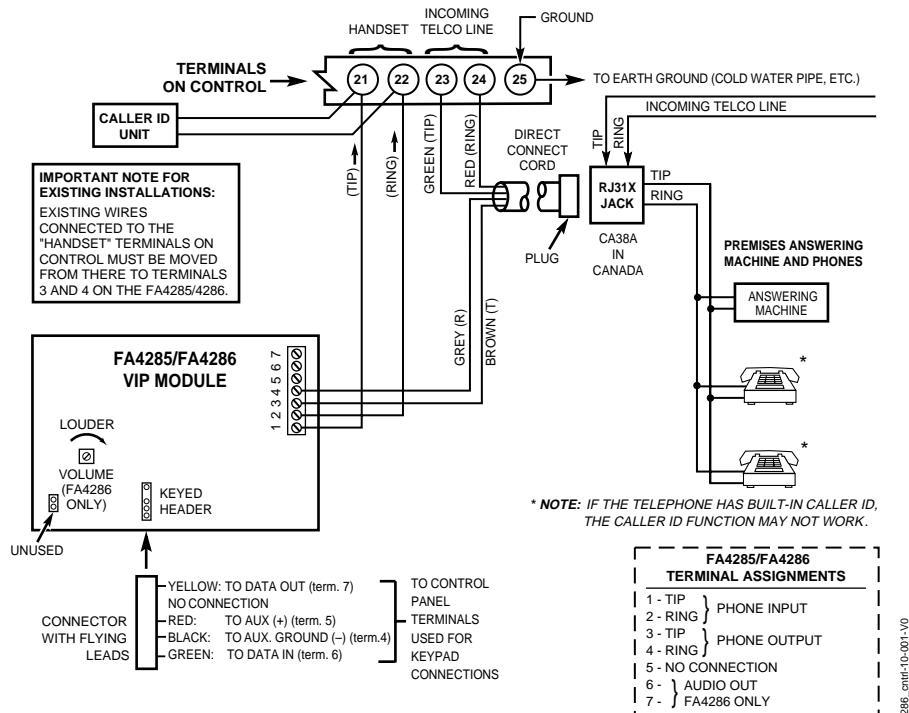 INCOMING
HANDSET TELCO LINE
GROUND
TERMINALS
ON CONTROL
21 22 23 24 25
TO EARTH GROUND (COLD WATER PIPE, ETC.)
INCOMING TELCO LINE
CALLER ID
UNIT
(TIP)
(RING)
GREEN (TIP)
RED (RING)
DIRECT
CONNECT
CORD
TIP
RING
RJ31X
JACK
TIP
RING
PLUG
CA38A
IN
CANADA
IMPORTANT NOTE FOR
EXISTING INSTALLATIONS:
EXISTING WIRES
CONNECTED TO THE
"HANDSET" TERMINALS ON
CONTROL MUST BE MOVED
FROM THERE TO TERMINALS
3 AND 4 ON THE FA4285/4286.
PREMISES ANSWERING
MACHINE AND PHONES
ANSWERING
MACHINE
*
*
GREY (R)
BROWN (T)
FA4285/FA4286
VIP MODULE
1 2 3 4 5 6 7
LOUDER
VOLUME
(FA4286
ONLY)
KEYED
HEADER
UNUSED
* NOTE: IF THE TELEPHONE HAS BUILT-IN CALLER ID,
THE CALLER ID FUNCTION MAY NOT WORK.
CONNECTOR
WITH FLYING
LEADS
YELLOW: TO DATA OUT (term. 7)
NO CONNECTION
RED: TO AUX (+) (term. 5)
BLACK: TO AUX. GROUND (–) (term.4)
GREEN: TO DATA IN (term. 6)
TO CONTROL
PANEL
TERMINALS
USED FOR
KEYPAD
CONNECTIONS
FA4285/FA4286
TERMINAL ASSIGNMENTS
1 - TIP
2 - RING
PHONE INPUT
3 - TIP
4 - RING
PHONE OUTPUT
5 - NO CONNECTION
6 - AUDIO OUT
7 - FA4286 ONLY
286_cntrl-10-001-V0